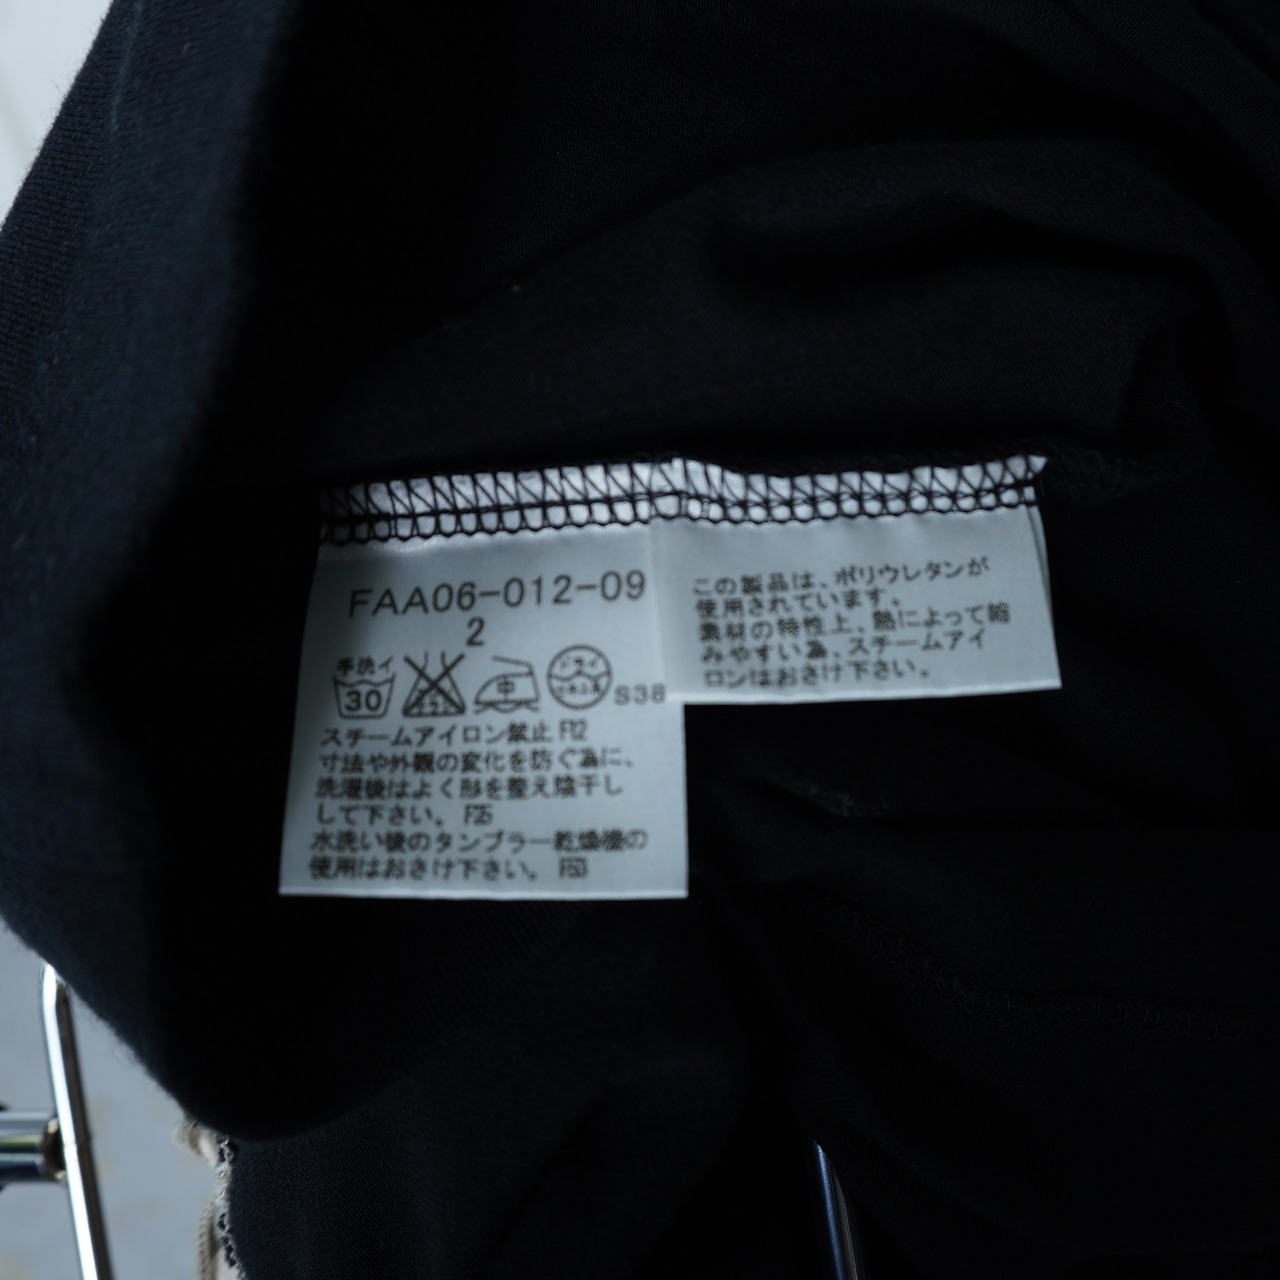 FAA06-012-09
2
手洗イ
30
中
ドライ
S38
スチームアイロン禁止 F12
寸法や外観の変化を防ぐ為に、
洗濯後はよく形を整え陰干し
して下さい。 F25
水洗い後のタンブラー乾燥機の
使用はおさけ下さい。 F53
この製品は、ポリウレタンが
使用されています。
素材の特性上、熱によって縮
みやすい為、スチームアイ
ロンはおさけ下さい。